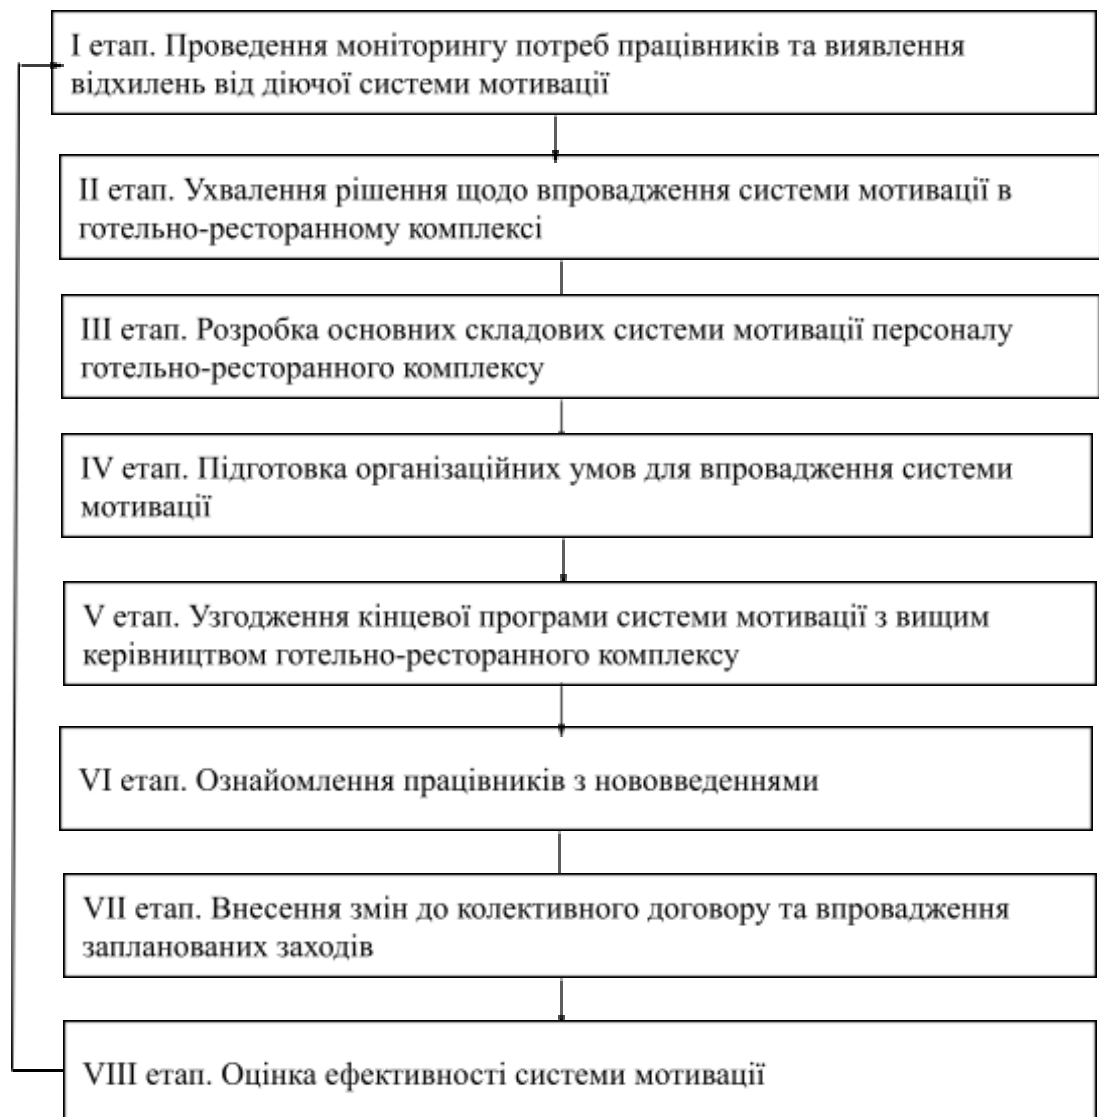 І етап. Проведення моніторингу потреб працівників та виявлення
відхилень від діючої системи мотивації
ІІ етап. Ухвалення рішення щодо впровадження системи мотивації в
готельно-ресторанному комплексі
ІІІ етап. Розробка основних складових системи мотивації персоналу
готельно-ресторанного комплексу
IV етап. Підготовка організаційних умов для впровадження системи
мотивації
V етап. Узгодження кінцевої програми системи мотивації з вищим
керівництвом готельно-ресторанного комплексу
VI етап. Ознайомлення працівників з нововведеннями
VII етап. Внесення змін до колективного договору та впровадження
запланованих заходів
VIII етап. Оцінка ефективності системи мотивації